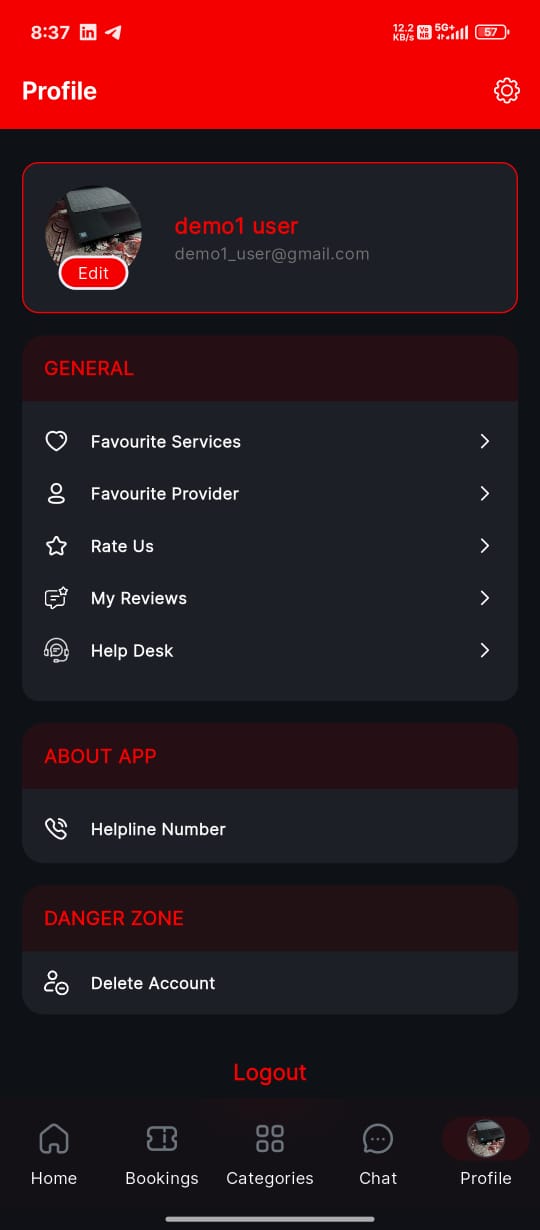 8:37
12.2
KB/s
Vo
NR
5G+
57
Profile
demo1 user
demo1_user@gmail.com
Edit
GENERAL
Favourite Services
Favourite Provider
Rate Us
My Reviews
Help Desk
ABOUT APP
Helpline Number
DANGER ZONE
Delete Account
Logout
Home Bookings Categories Chat Profile